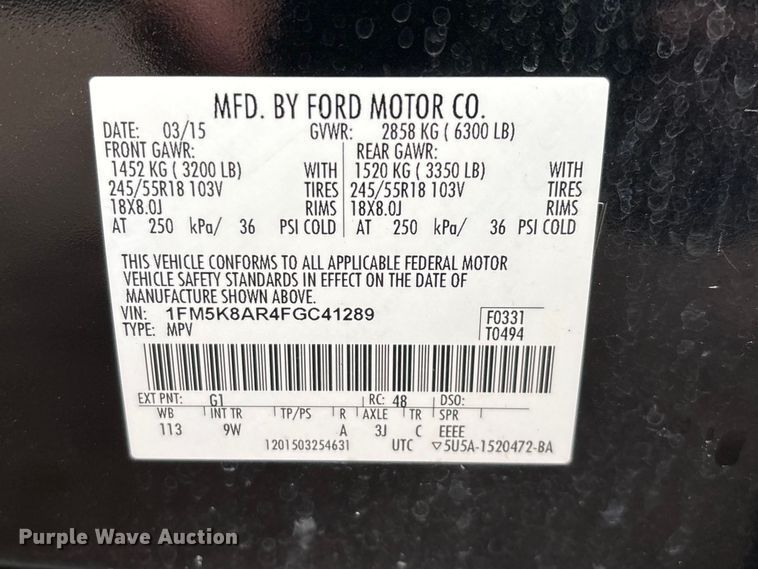 MFD. BY FORD MOTOR CO.
DATE: 03/15 GVWR: 2858 KG ( 6300 LB)
FRONT GAWR: REAR GAWR:
1452 KG ( 3200 LB) WITH 1520 KG ( 3350 LB) WITH
245/55R18 103V TIRES 245/55R18 103V TIRES
18X8.0J RIMS 18X8.0J RIMS
AT 250 kPa/ 36 PSI COLD AT 250 kPa/ 36 PSI COLD
THIS VEHICLE CONFORMS TO ALL APPLICABLE FEDERAL MOTOR
VEHICLE SAFETY STANDARDS IN EFFECT ON THE DATE OF
MANUFACTURE SHOWN ABOVE.
VIN: 1FM5K8AR4FGC41289 F0331
TYPE: MPV T0494
EXT PNT: G1 RC: 48 DSO:
WB INT TR TP/PS R AXLE TR SPR
113 9W A 3J C EEEE
1201503254631 UTC ▽5U5A-1520472-BA
Purple Wave Auction